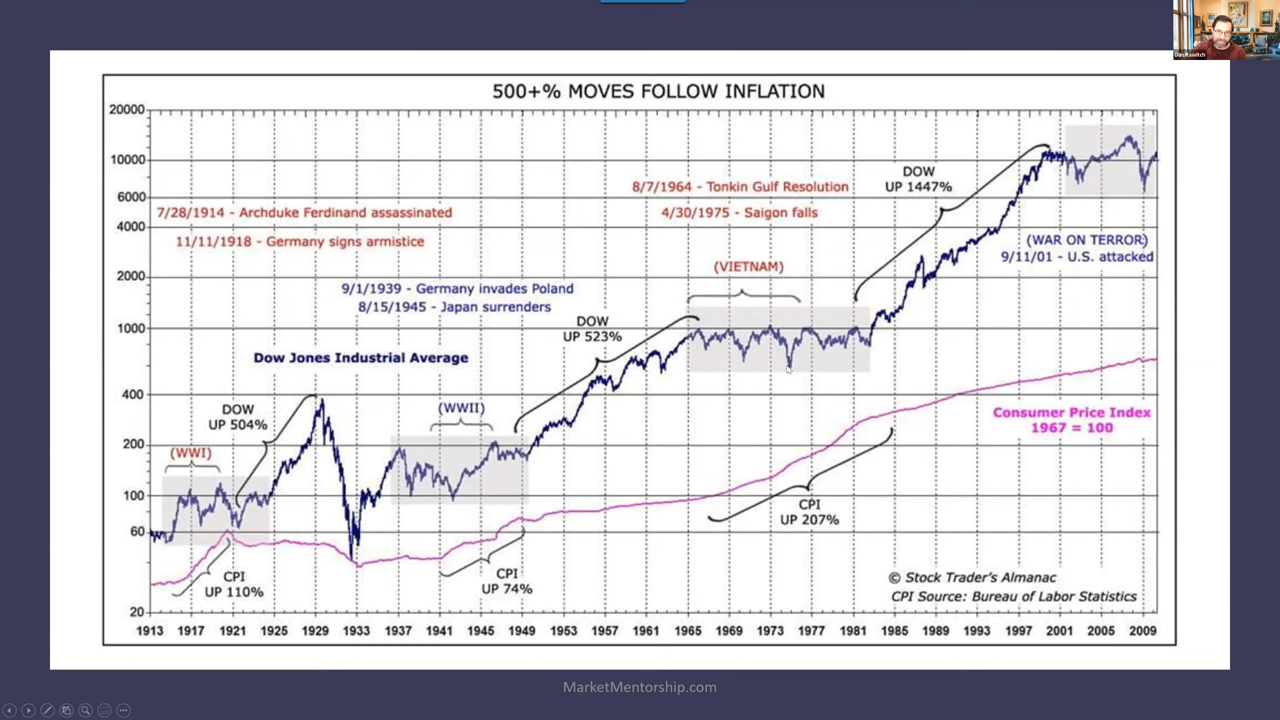 Dan Rawitch
500+% MOVES FOLLOW INFLATION
20000
10000
6000
4000
2000
1000
400
200
100
60
20
7/28/1914 - Archduke Ferdinand assassinated
11/11/1918 - Germany signs armistice
9/1/1939 - Germany invades Poland
8/15/1945 - Japan surrenders
8/7/1964 - Tonkin Gulf Resolution
4/30/1975 - Saigon falls
(VIETNAM)
DOW
UP 1447%
(WAR ON TERROR)
9/11/01 - U.S. attacked
DOW
UP 523%
Dow Jones Industrial Average
DOW
UP 504%
(WWI)
(WWII)
Consumer Price Index
1967 = 100
CPI
UP 207%
CPI
UP 110%
CPI
UP 74%
© Stock Trader's Almanac
CPI Source: Bureau of Labor Statistics
1913 1917 1921 1925 1929 1933 1937 1941 1945 1949 1953 1957 1961 1965 1969 1973 1977 1981 1985 1989 1993 1997 2001 2005 2009
MarketMentorship.com